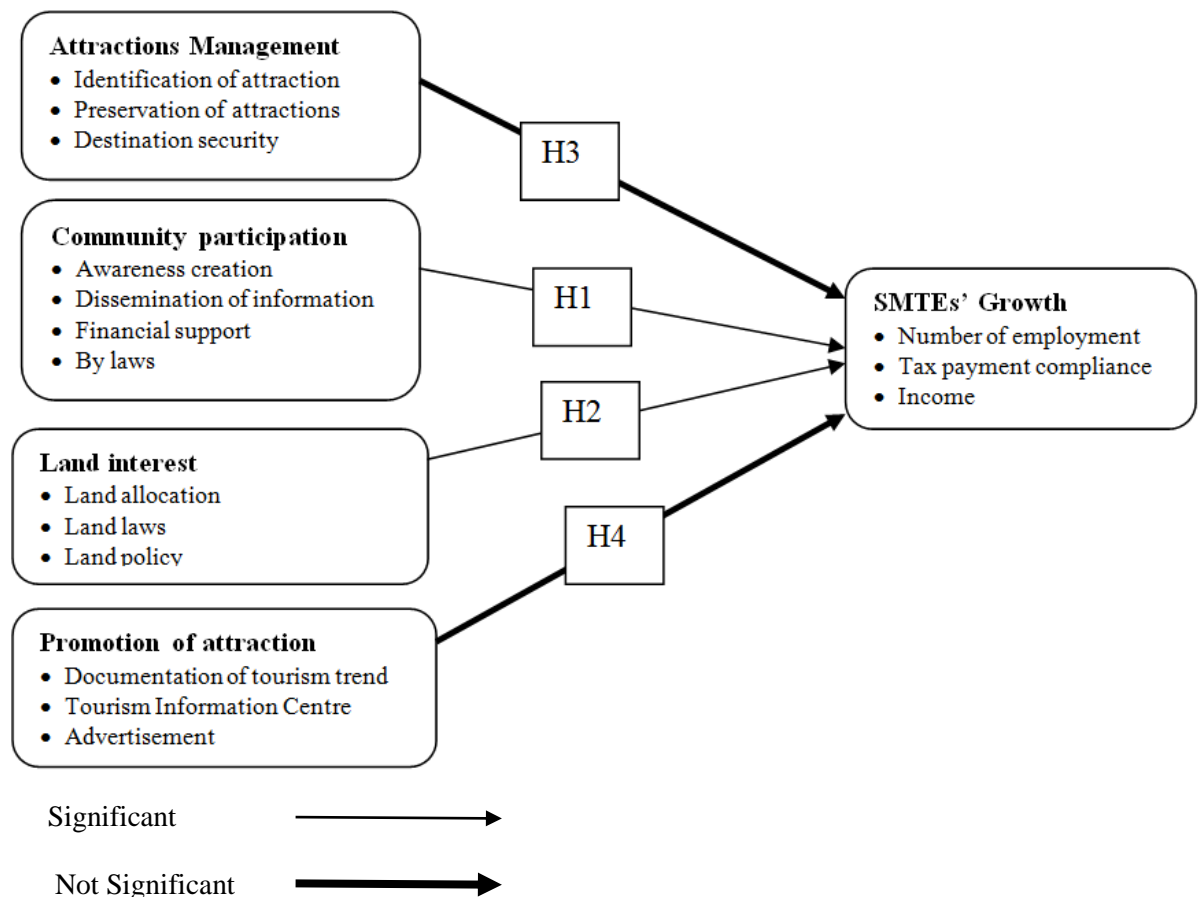 Attractions Management
• Identification of attraction
• Preservation of attractions
• Destination security
H3
Community participation
• Awareness creation
• Dissemination of information
• Financial support
• By laws
H1
SMTEs’ Growth
• Number of employment
• Tax payment compliance
• Income
H2
Land interest
• Land allocation
• Land laws
• Land policy
H4
Promotion of attraction
• Documentation of tourism trend
• Tourism Information Centre
• Advertisement
Significant
Not Significant